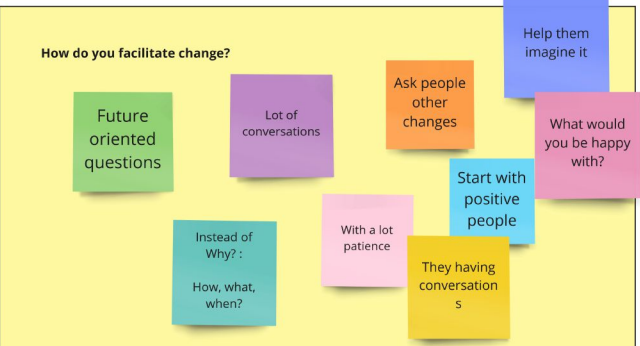 How do you facilitate change?
Help them
imagine it
Ask people
other
changes
Future
oriented
questions
Lot of
conversations
What would
you be happy
with?
Start with
positive
people
Instead of
Why? :
How, what,
when?
With a lot
patience
They having
conversation
s